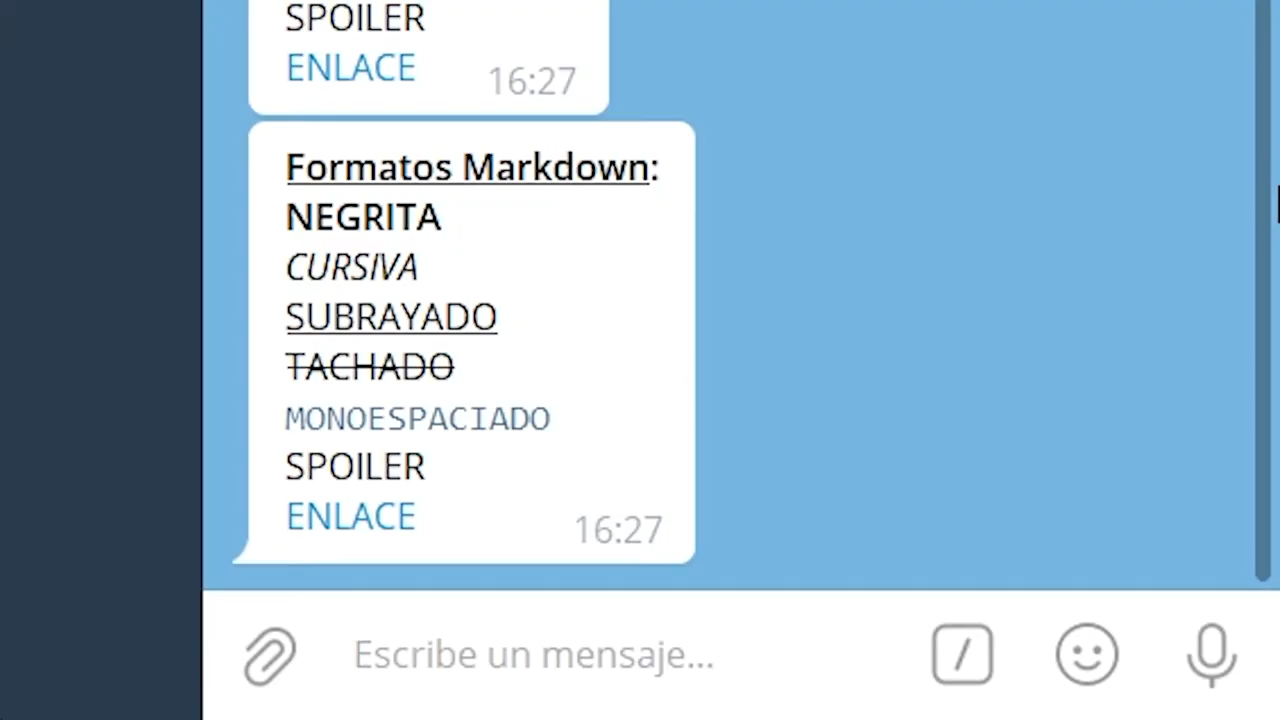 SPOILER
ENLACE
16:27
Formatos Markdown:
NEGRITA
CURSIVA
SUBRAYADO
TACHADO
MONOESPACIADO
SPOILER
ENLACE
16:27
Escribe un mensaje...